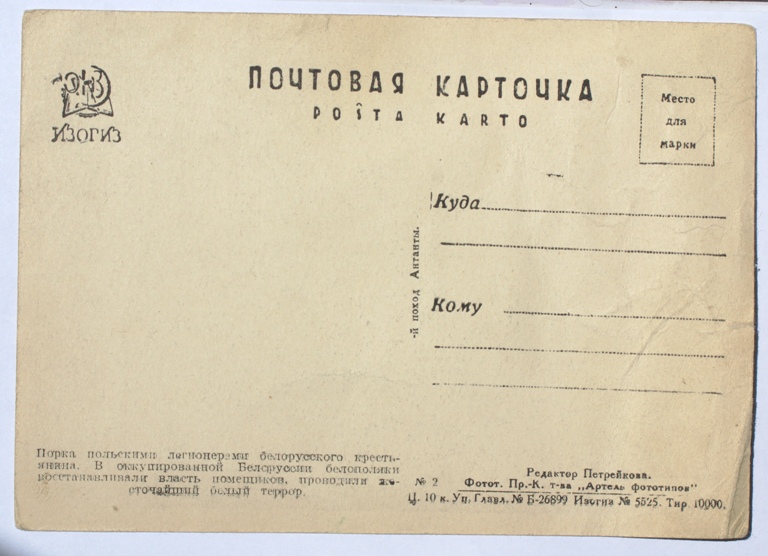 ИЗОГИЗ
ПОЧТОВАЯ КАРТОЧКА
POŜTA KARTO
Место
для
марки
Куда
Кому
-й поход Антанты.
Порка польскими легионерами белорусского кресть-
янина. В оккупированной Белоруссии белополяки
восстанавливали власть помещиков, проводили же-
сточайший белый террор.
№ 2
Редактор Петрейкова.
Фотот. Пр.-К. т-ва „Артель фототипов"
Ц. 10 к. Уп. Главл. № Б-26899 Изогиз № 5525. Тир 10000.